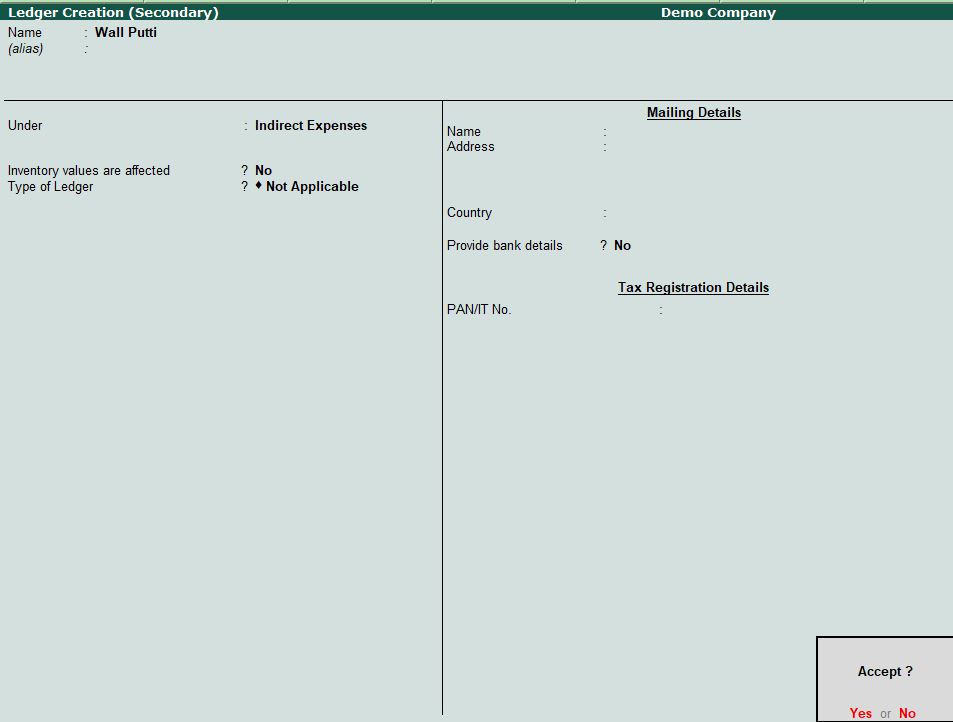 Ledger Creation (Secondary) Demo Company
Name : Wall Putti
(alias) :
Under : Indirect Expenses
Inventory values are affected ? No
Type of Ledger ? ♦ Not Applicable
Mailing Details
Name :
Address :
Country :
Provide bank details ? No
Tax Registration Details
PAN/IT No. :
Accept ?
Yes or No